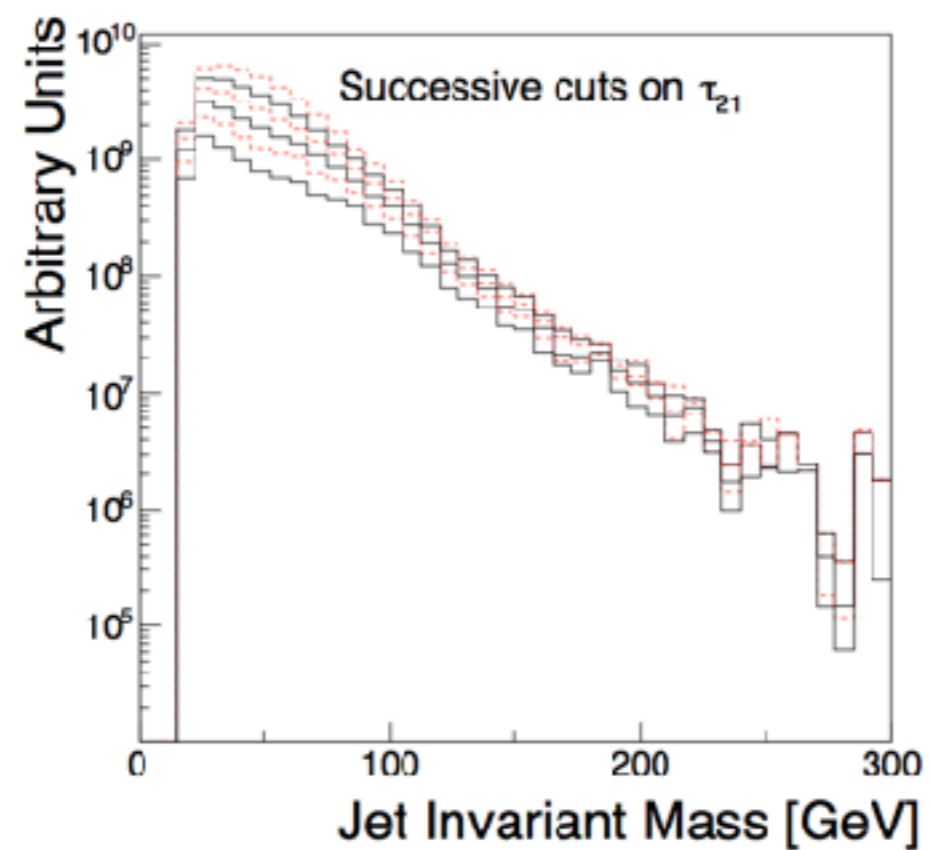 Arbitrary Units
10^10
10^9
10^8
10^7
10^6
10^5
Successive cuts on τ21
0 100 200 300
Jet Invariant Mass [GeV]